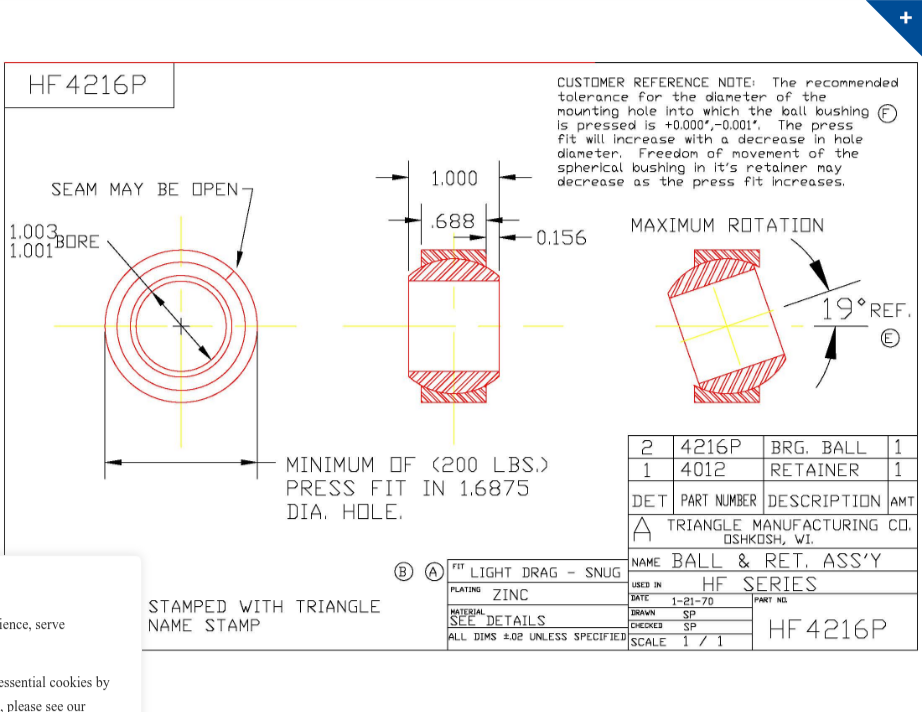 HF4216P
CUSTOMER REFERENCE NOTE: The recommended
tolerance for the diameter of the
mounting hole into which the ball bushing
is pressed is +0.000",-0.001". The press
fit will increase with a decrease in hole
diameter. Freedom of movement of the
spherical bushing in it's retainer may
decrease as the press fit increases.
F
SEAM MAY BE OPEN
1.003
1.001
BORE
1.000
.688
0.156
MAXIMUM ROTATION
19° REF.
E
MINIMUM OF (200 LBS.)
PRESS FIT IN 1.6875
DIA. HOLE.
2 4216P BRG. BALL 1
1 4012 RETAINER 1
DET PART NUMBER DESCRIPTION AMT
A TRIANGLE MANUFACTURING CO.
OSHKOSH, WI.
NAME BALL & RET. ASS'Y
USED IN HF SERIES
DATE 1-21-70
DRAWN SP
CHECKED SP
SCALE 1 / 1
PART NO.
HF4216P
B A
FIT LIGHT DRAG - SNUG
PLATING ZINC
MATERIAL
SEE DETAILS
ALL DIMS ±.02 UNLESS SPECIFIED
STAMPED WITH TRIANGLE
NAME STAMP
ience, serve
essential cookies by
, please see our